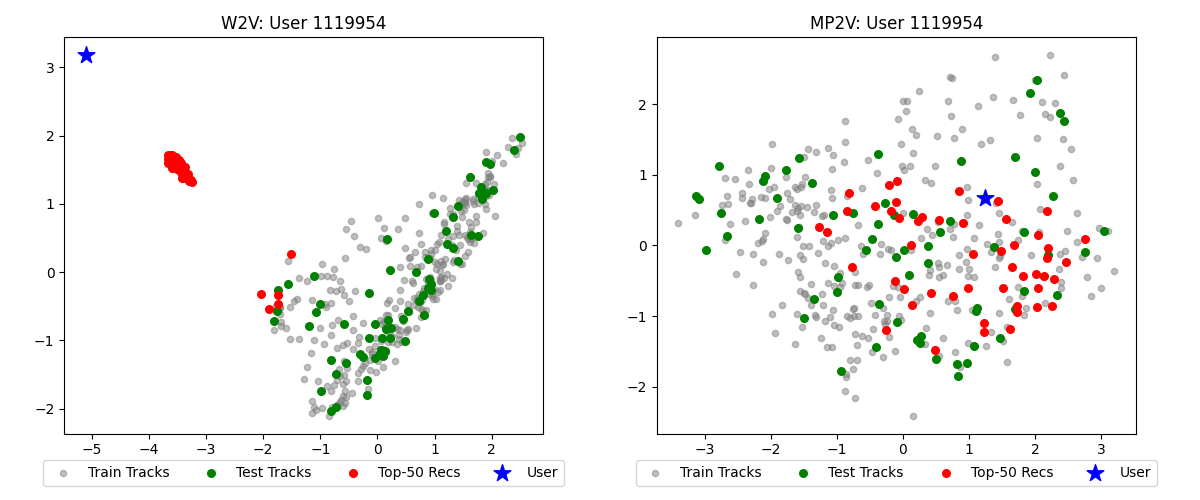 W2V: User 1119954
3
2
1
0
−1
−2
−5 −4 −3 −2 −1 0 1 2
Train Tracks Test Tracks Top-50 Recs User
MP2V: User 1119954
2
1
0
−1
−2
−3 −2 −1 0 1 2 3
Train Tracks Test Tracks Top-50 Recs User